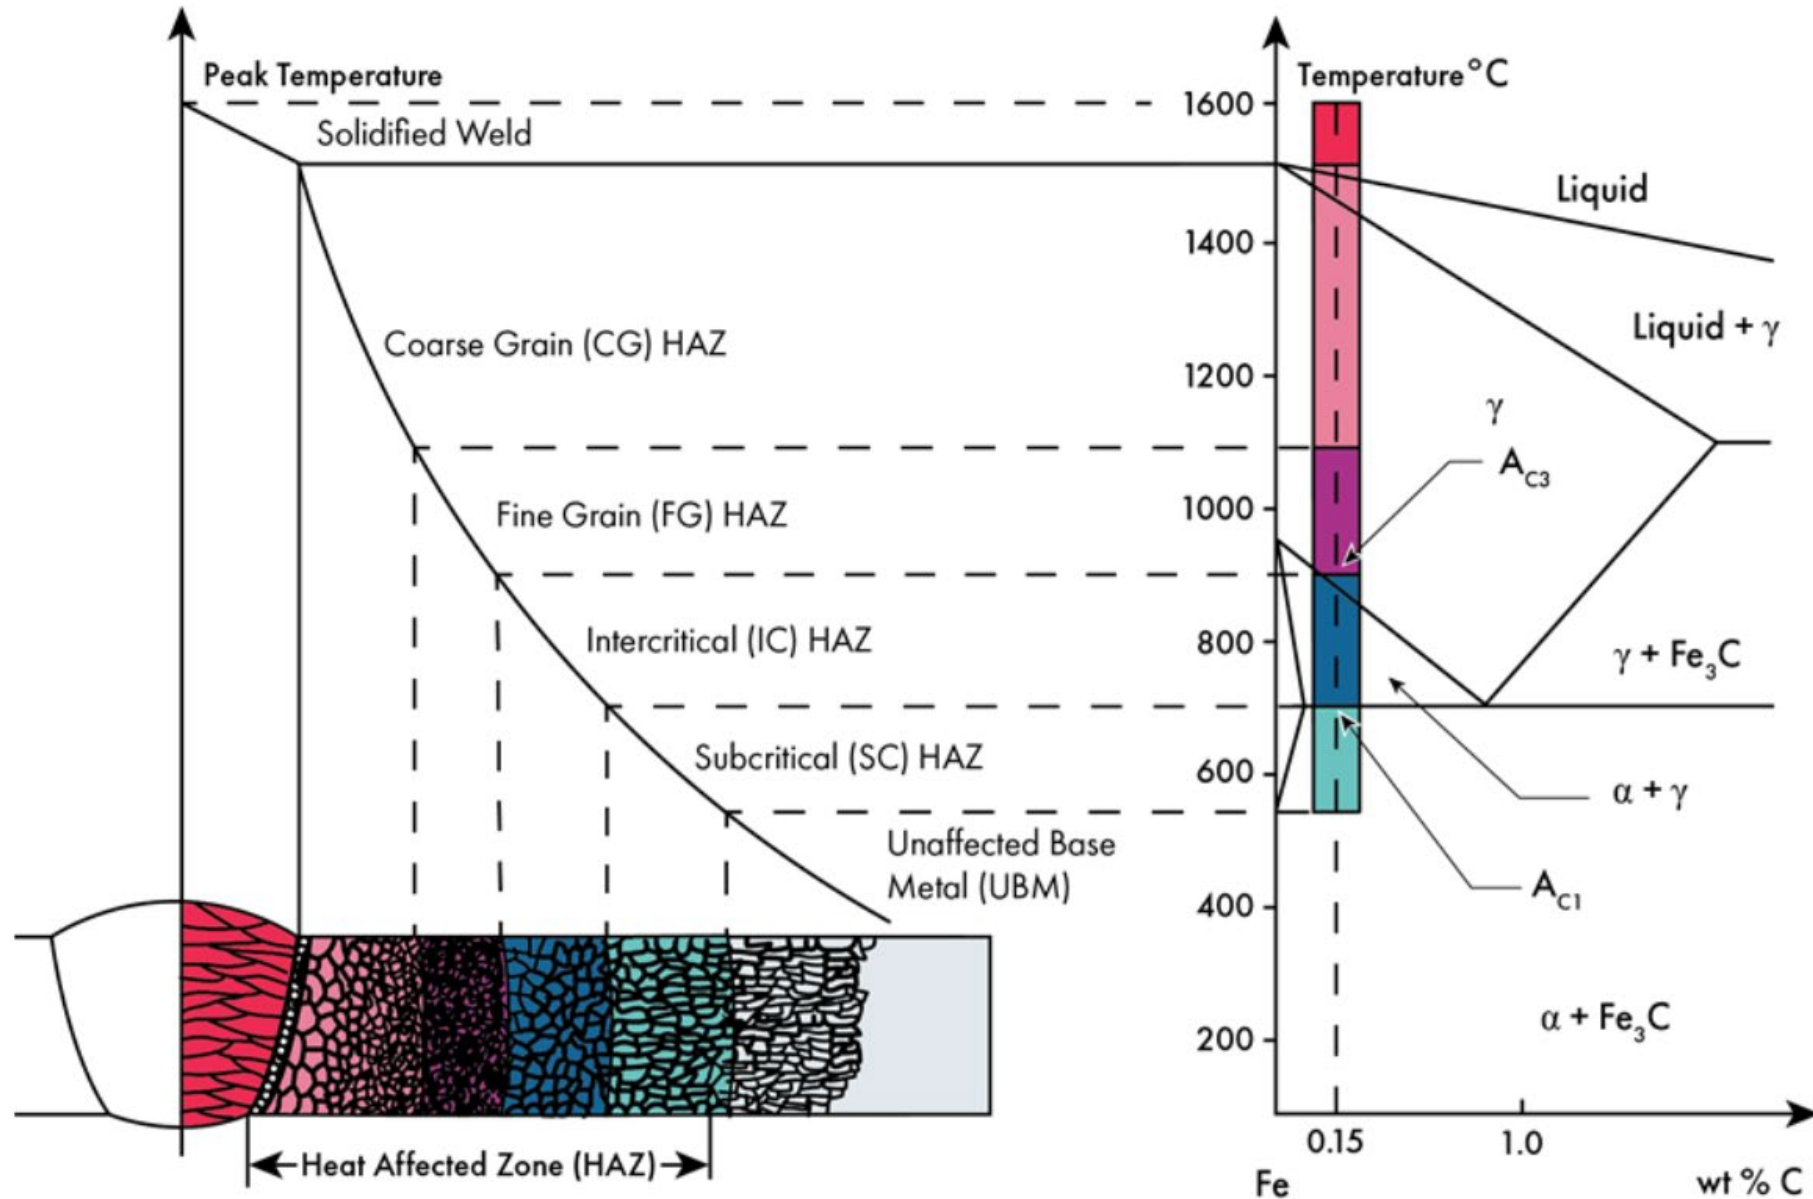 Peak Temperature
Solidified Weld
Coarse Grain (CG) HAZ
Fine Grain (FG) HAZ
Intercritical (IC) HAZ
Subcritical (SC) HAZ
Unaffected Base
Metal (UBM)
Heat Affected Zone (HAZ)
Temperature °C
1600
1400
1200
1000
800
600
400
200
Liquid
Liquid + γ
γ
A_C3
γ + Fe₃C
α + γ
A_C1
α + Fe₃C
0.15
1.0
Fe
wt % C